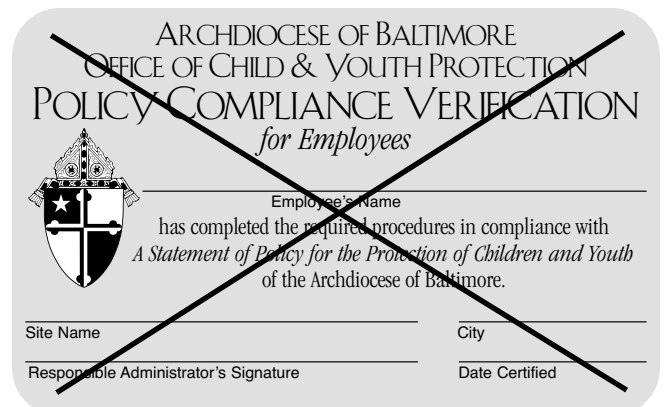 ARCHDIOCESE OF BALTIMORE
OFFICE OF CHILD & YOUTH PROTECTION
POLICY COMPLIANCE VERIFICATION
for Employees
Employee's Name
has completed the required procedures in compliance with
A Statement of Policy for the Protection of Children and Youth
of the Archdiocese of Baltimore.
Site Name
City
Responsible Administrator's Signature
Date Certified